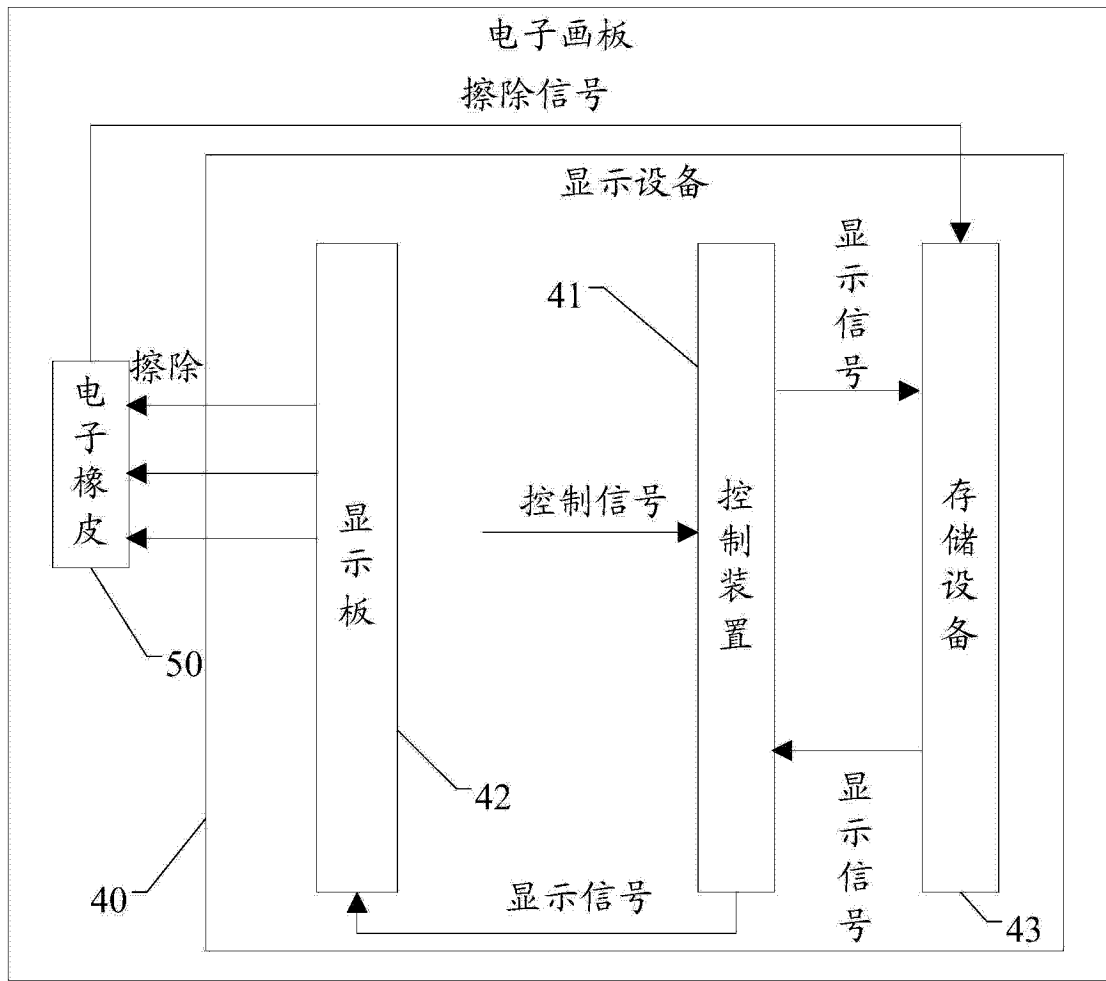 电子画板
擦除信号
显示设备
显示信号
41
擦除
电子橡皮
控制信号
显示板
控制装置
存储设备
50
42
显示信号
40
显示信号
43